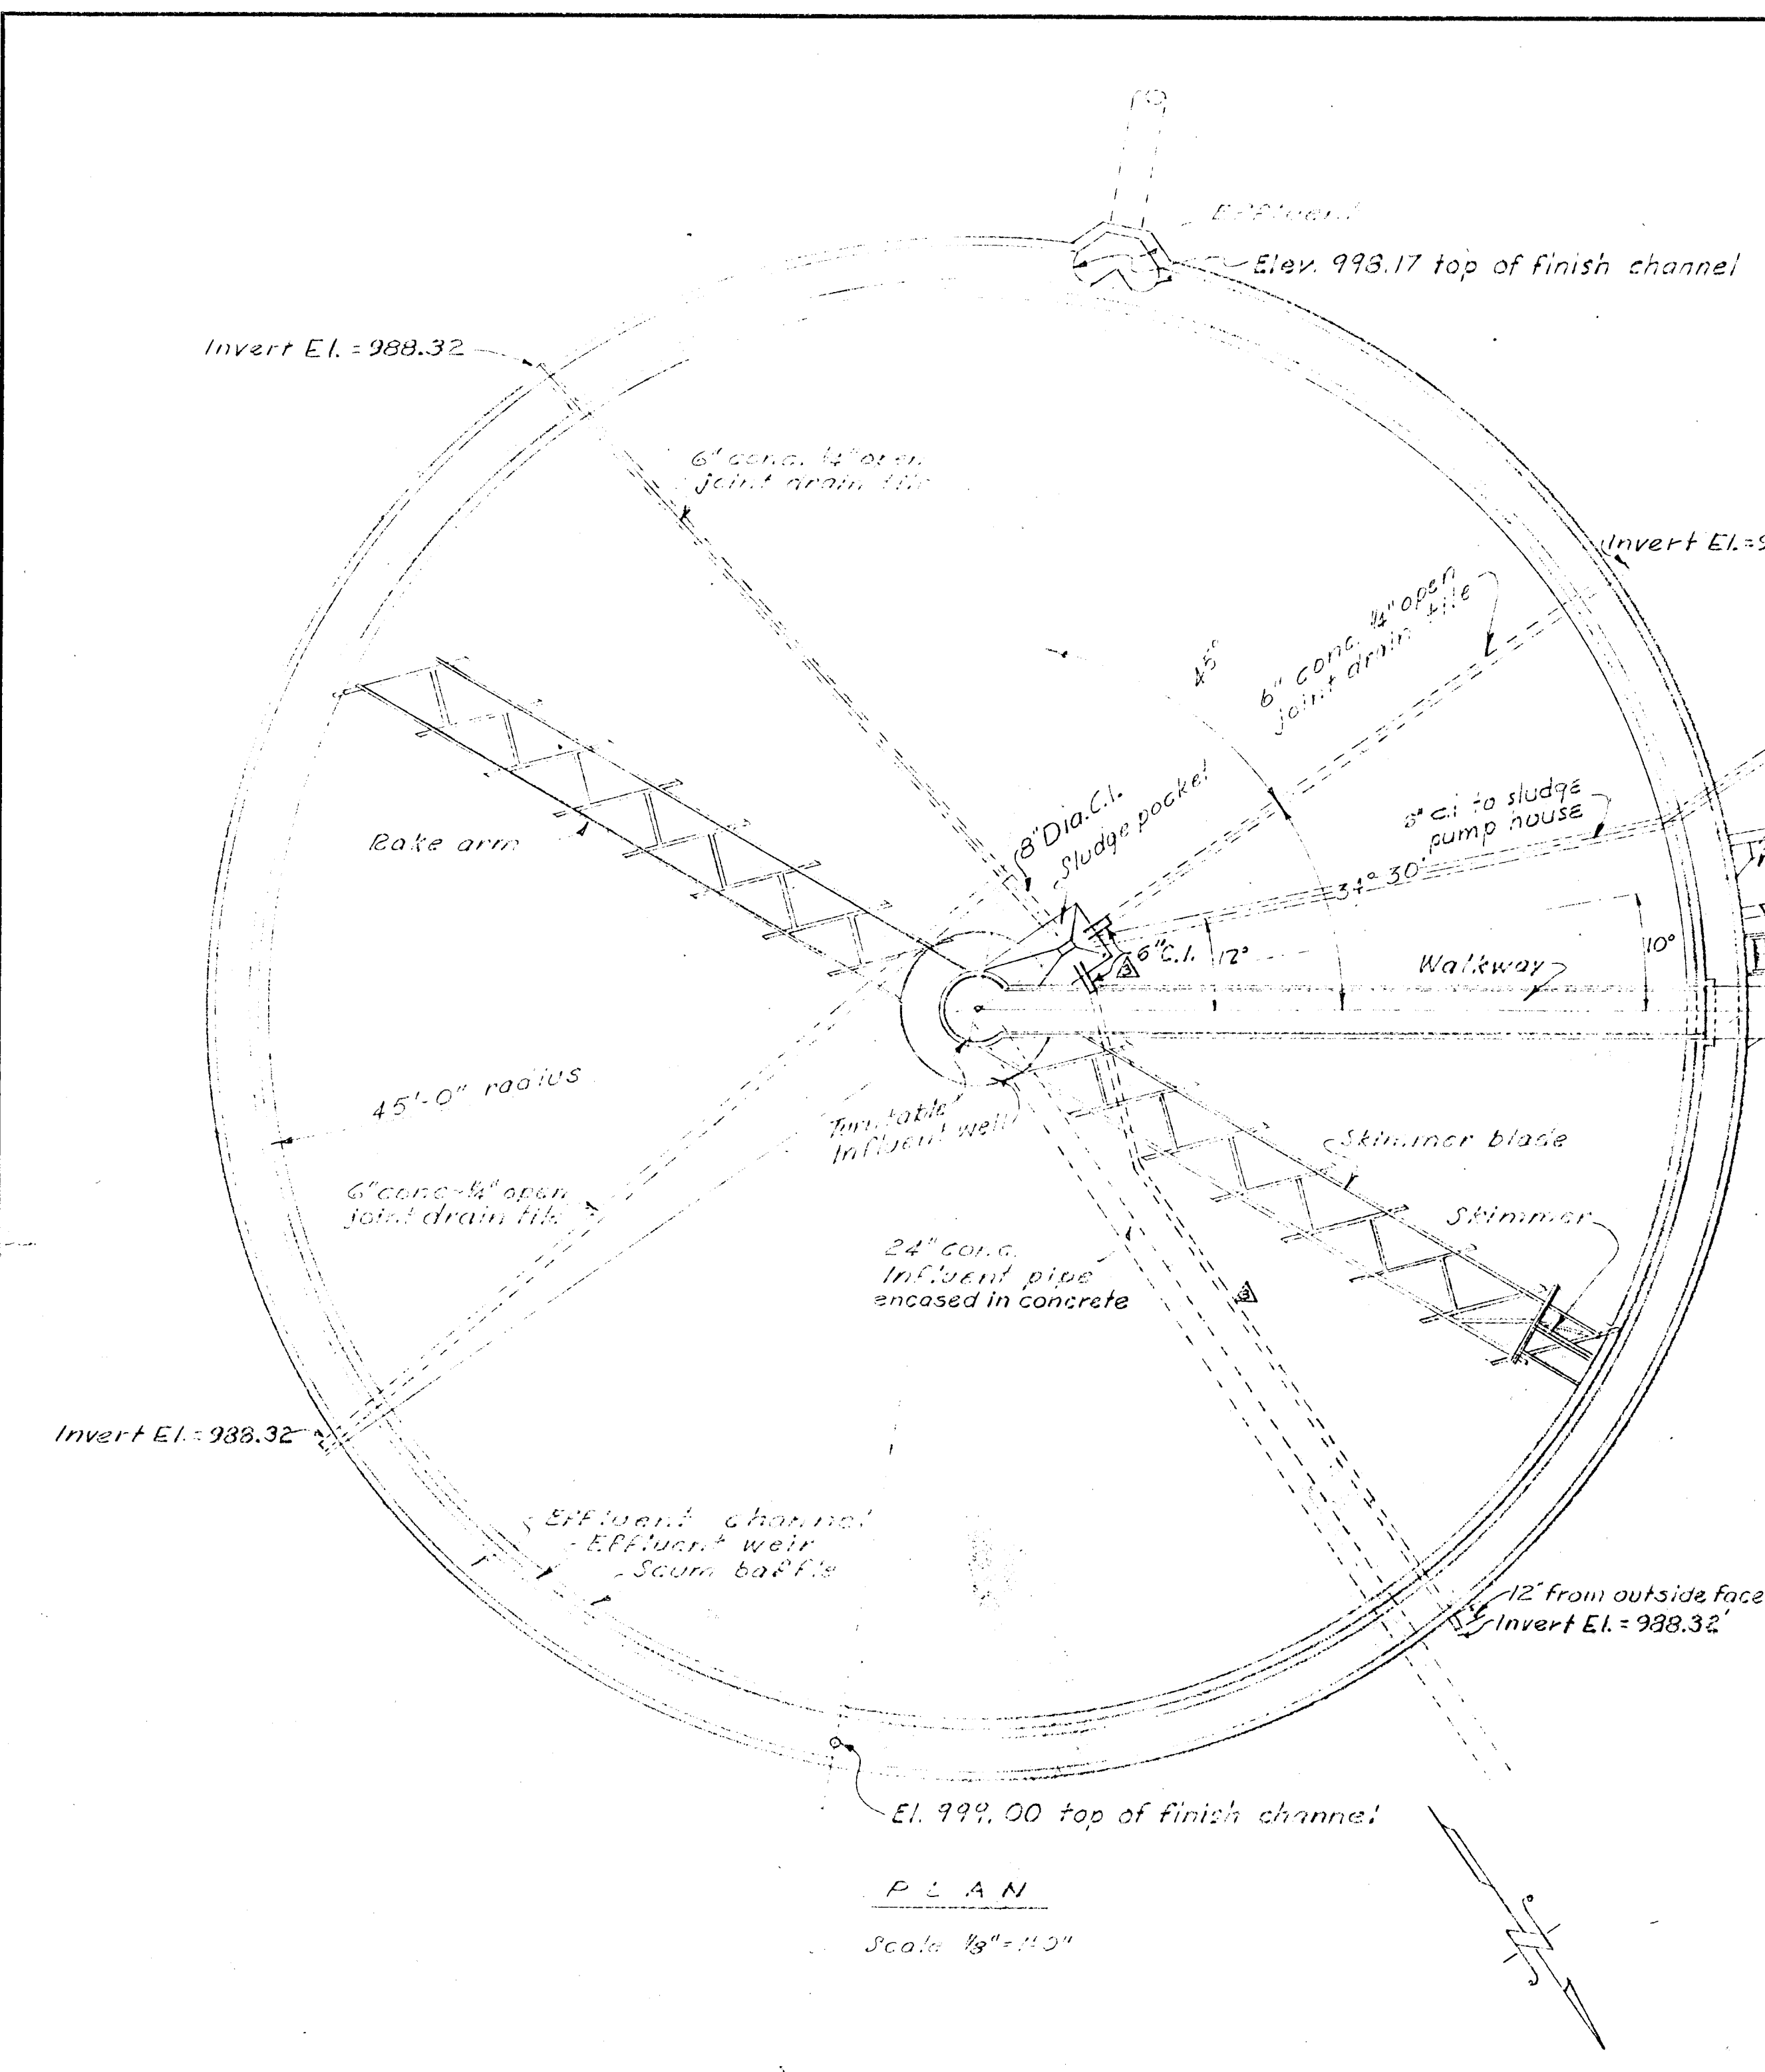 Effluent
Elev. 998.17 top of finish channel
Invert El. = 988.32
6" conc. ¼" open
joint drain tile
Invert El. =
45°
6" conc. ¼" open
joint drain tile
8" Dia. C.I.
Sludge pocket
C.I. to sludge
pump house
34° 30'
Rake arm
6" C.I.
3
12°
10°
Walkway
45'-0" radius
Turntable
Influent well
Skimmer blade
6" conc - ¼" open
joint drain tile
Skimmer
24" conc.
Influent pipe
encased in concrete
3
Invert El. = 988.32
Effluent channel
Effluent weir
Scum baffle
12" from outside face
Invert El. = 988.32'
El. 999.00 top of finish channel
PLAN
Scale ⅛" = 1'-0"
N